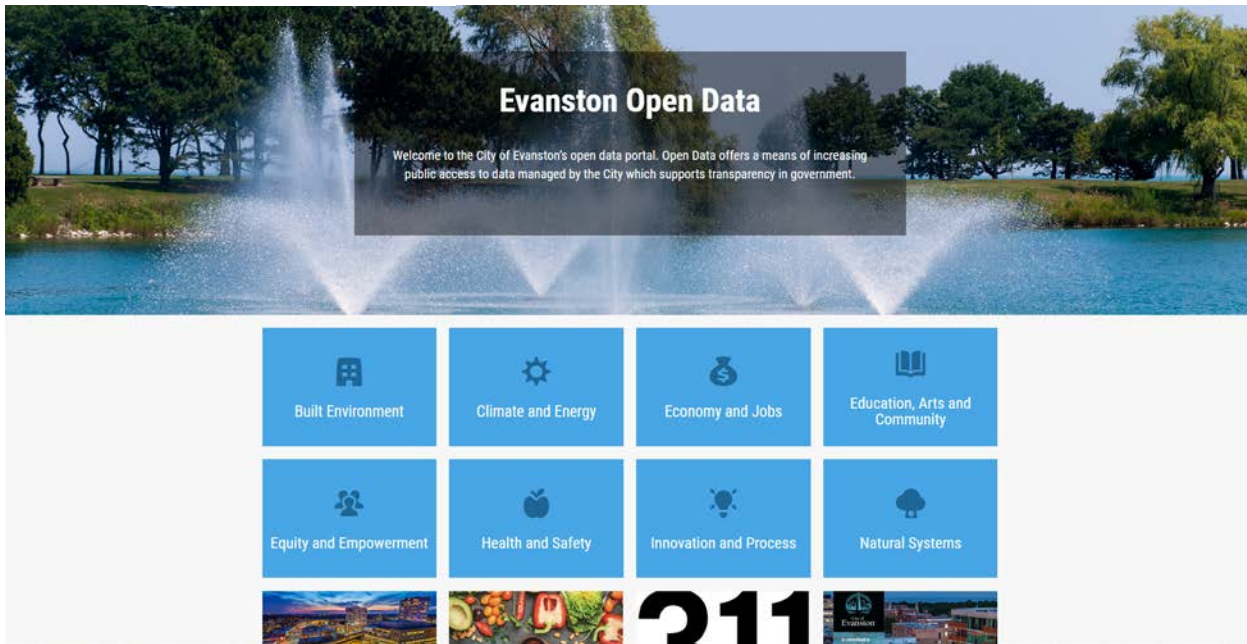 Evanston Open Data
Welcome to the City of Evanston's open data portal. Open Data offers a means of increasing
public access to data managed by the City which supports transparency in government.
Built Environment
Climate and Energy
Economy and Jobs
Education, Arts and
Community
Equity and Empowerment
Health and Safety
Innovation and Process
Natural Systems
311
Evanston